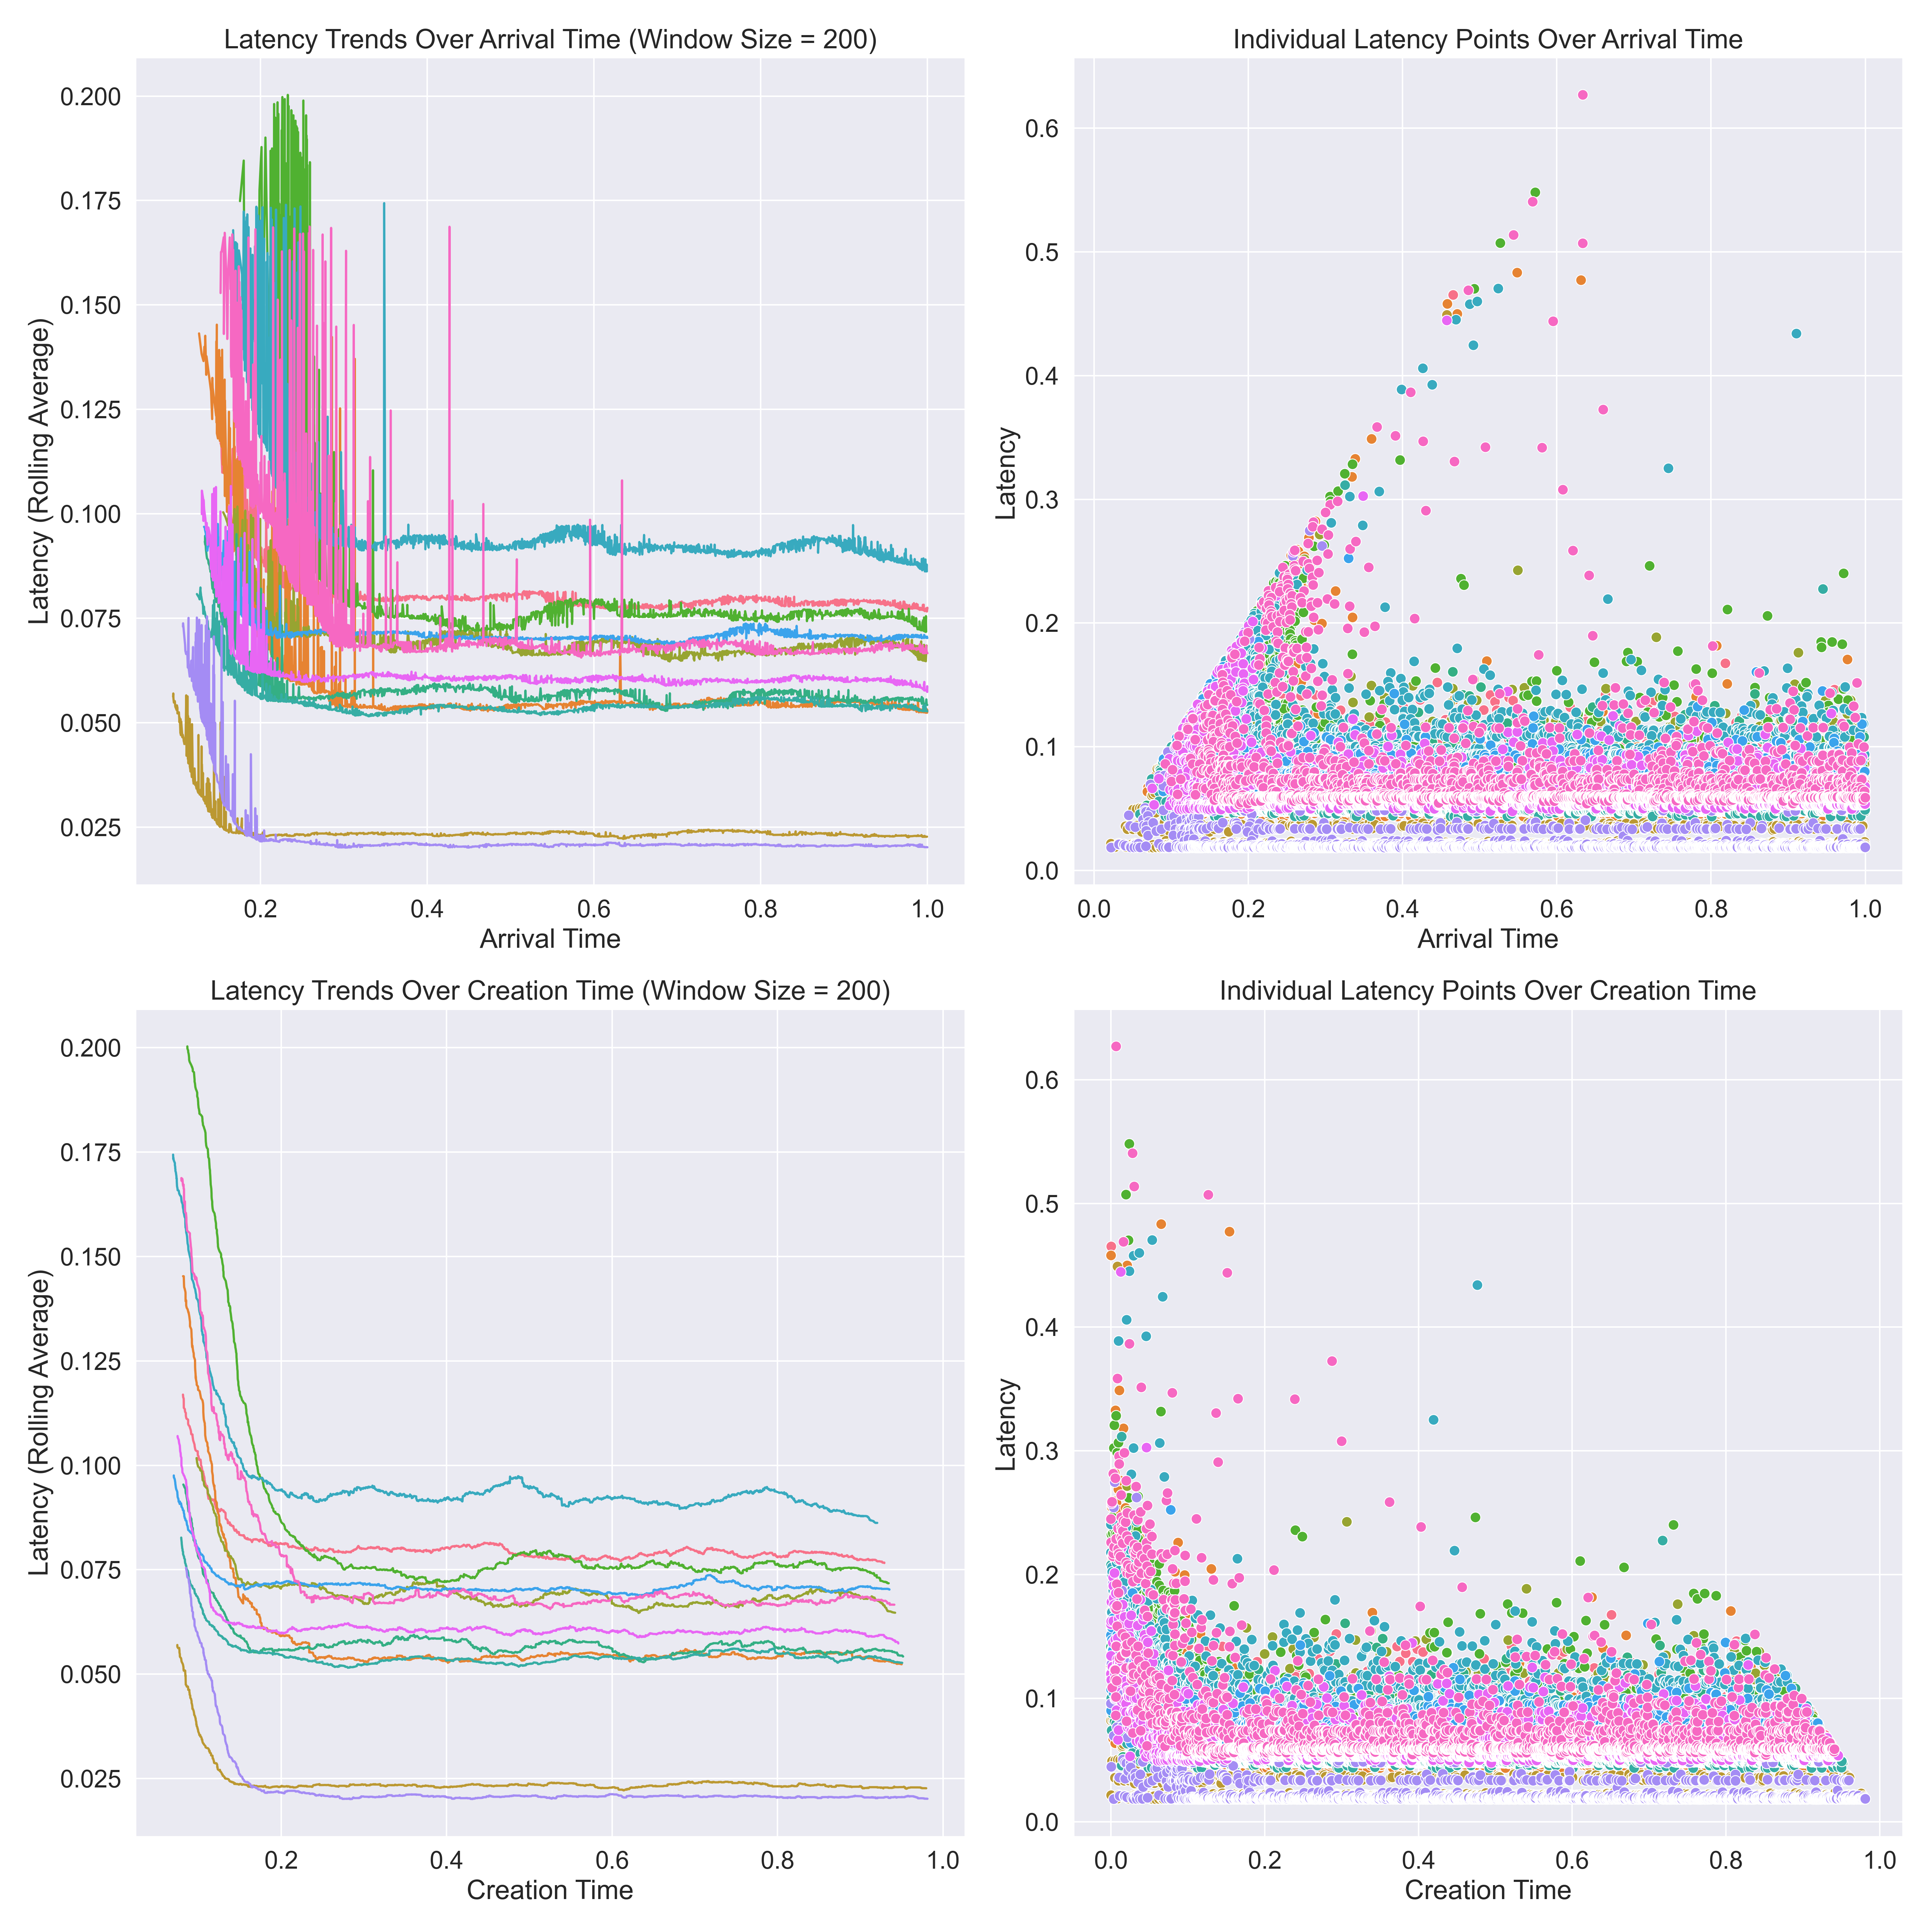 Latency Trends Over Arrival Time (Window Size = 200)
0.200
0.175
0.150
0.125
0.100
0.075
0.050
0.025
Latency (Rolling Average)
0.2 0.4 0.6 0.8 1.0
Arrival Time
Individual Latency Points Over Arrival Time
0.6
0.5
0.4
0.3
0.2
0.1
0.0
Latency
0.0 0.2 0.4 0.6 0.8 1.0
Arrival Time
Latency Trends Over Creation Time (Window Size = 200)
0.200
0.175
0.150
0.125
0.100
0.075
0.050
0.025
Latency (Rolling Average)
0.2 0.4 0.6 0.8 1.0
Creation Time
Individual Latency Points Over Creation Time
0.6
0.5
0.4
0.3
0.2
0.1
0.0
Latency
0.0 0.2 0.4 0.6 0.8 1.0
Creation Time